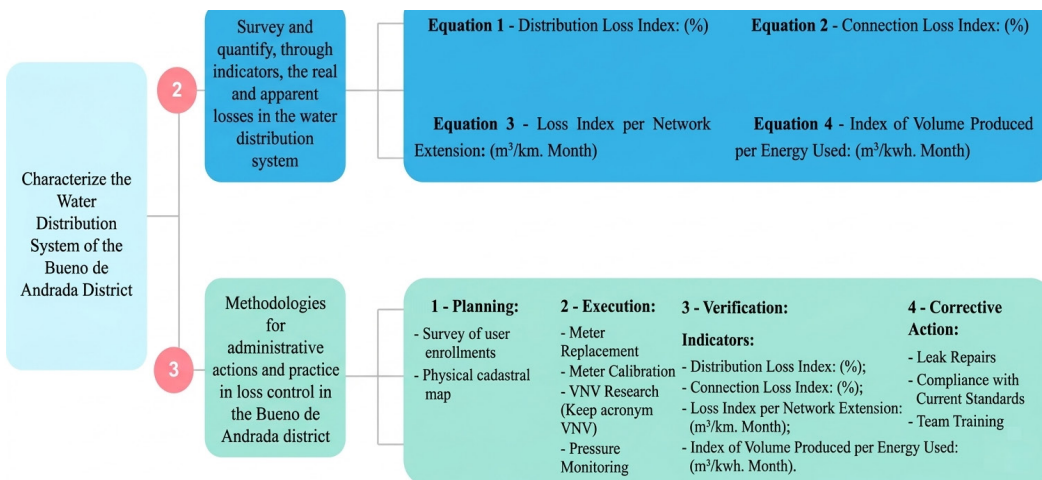 Characterize the
Water
Distribution
System of the
Bueno de
Andrada District
2
Survey and
quantify, through
indicators, the real
and apparent
losses in the water
distribution
system
Equation 1 - Distribution Loss Index: (%)
Equation 2 - Connection Loss Index: (%)
Equation 3 - Loss Index per Network
Extension: (m³/km. Month)
Equation 4 - Index of Volume Produced
per Energy Used: (m³/kwh. Month)
3
Methodologies
for
administrative
actions and practice
in loss control in
the Bueno de
Andrada district
1 - Planning:
- Survey of user
enrollments
- Physical cadastral
map
2 - Execution:
- Meter
Replacement
- Meter Calibration
- VNV Research
(Keep acronym
VNV)
- Pressure
Monitoring
3 - Verification:
Indicators:
- Distribution Loss Index: (%);
- Connection Loss Index: (%);
- Loss Index per Network Extension:
(m³/km. Month);
- Index of Volume Produced per Energy Used:
(m³/kwh. Month).
4 - Corrective
Action:
- Leak Repairs
- Compliance with
Current Standards
- Team Training